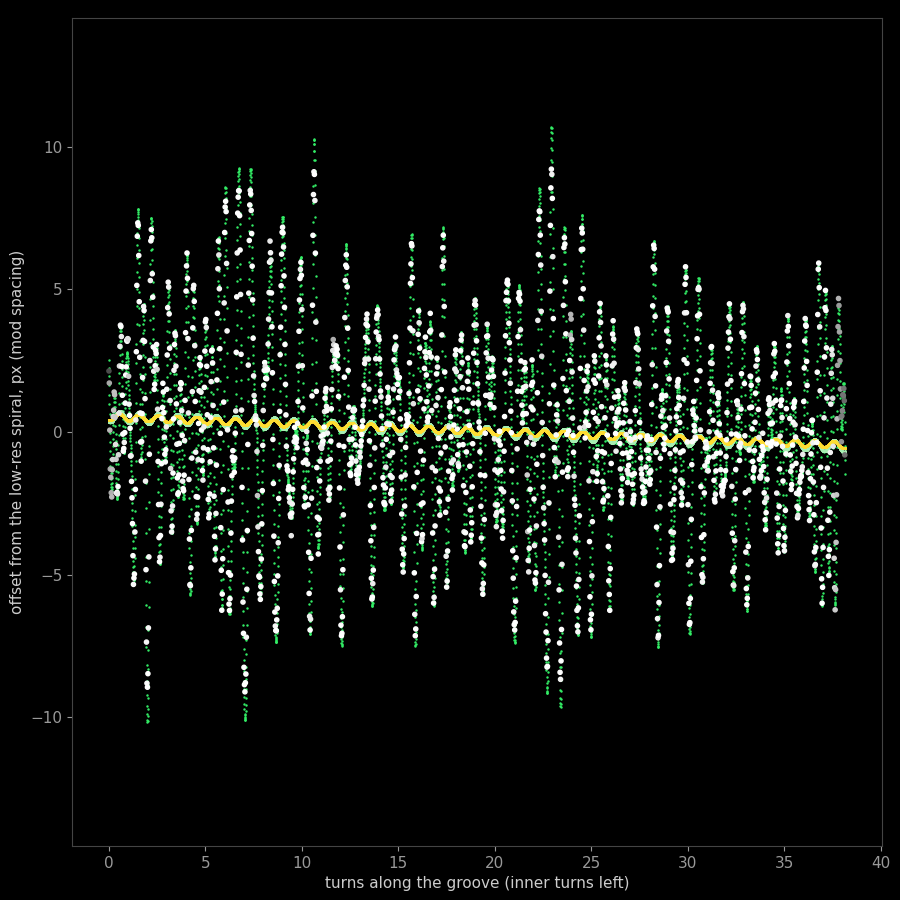 10
5
0
−5
−10
0 5 10 15 20 25 30 35 40
turns along the groove (inner turns left)
offset from the low-res spiral, px (mod spacing)